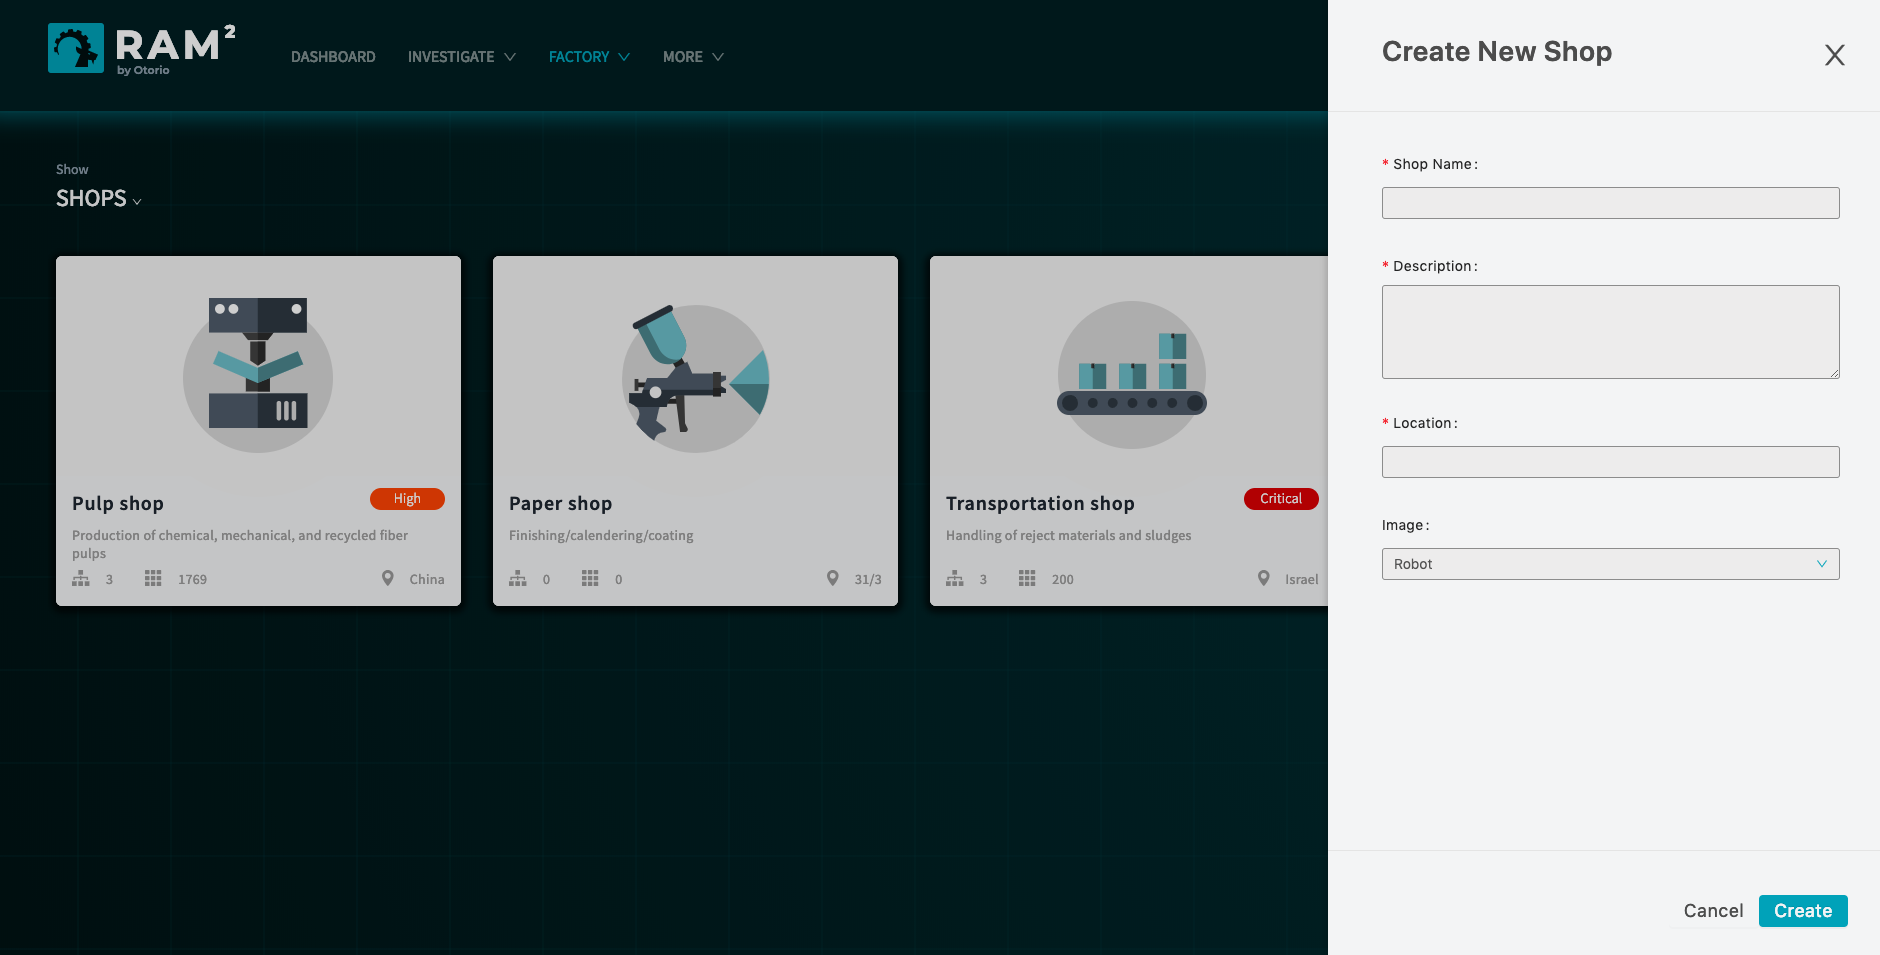 RAM²
by Otorio
DASHBOARD
INVESTIGATE
FACTORY
MORE
Show
SHOPS
Pulp shop
High
Production of chemical, mechanical, and recycled fiber
pulps
3
1769
China
Paper shop
Finishing/calendering/coating
0
0
31/3
Transportation shop
Critical
Handling of reject materials and sludges
3
200
Israel
Create New Shop
* Shop Name:
* Description:
* Location:
Image:
Robot
Cancel
Create